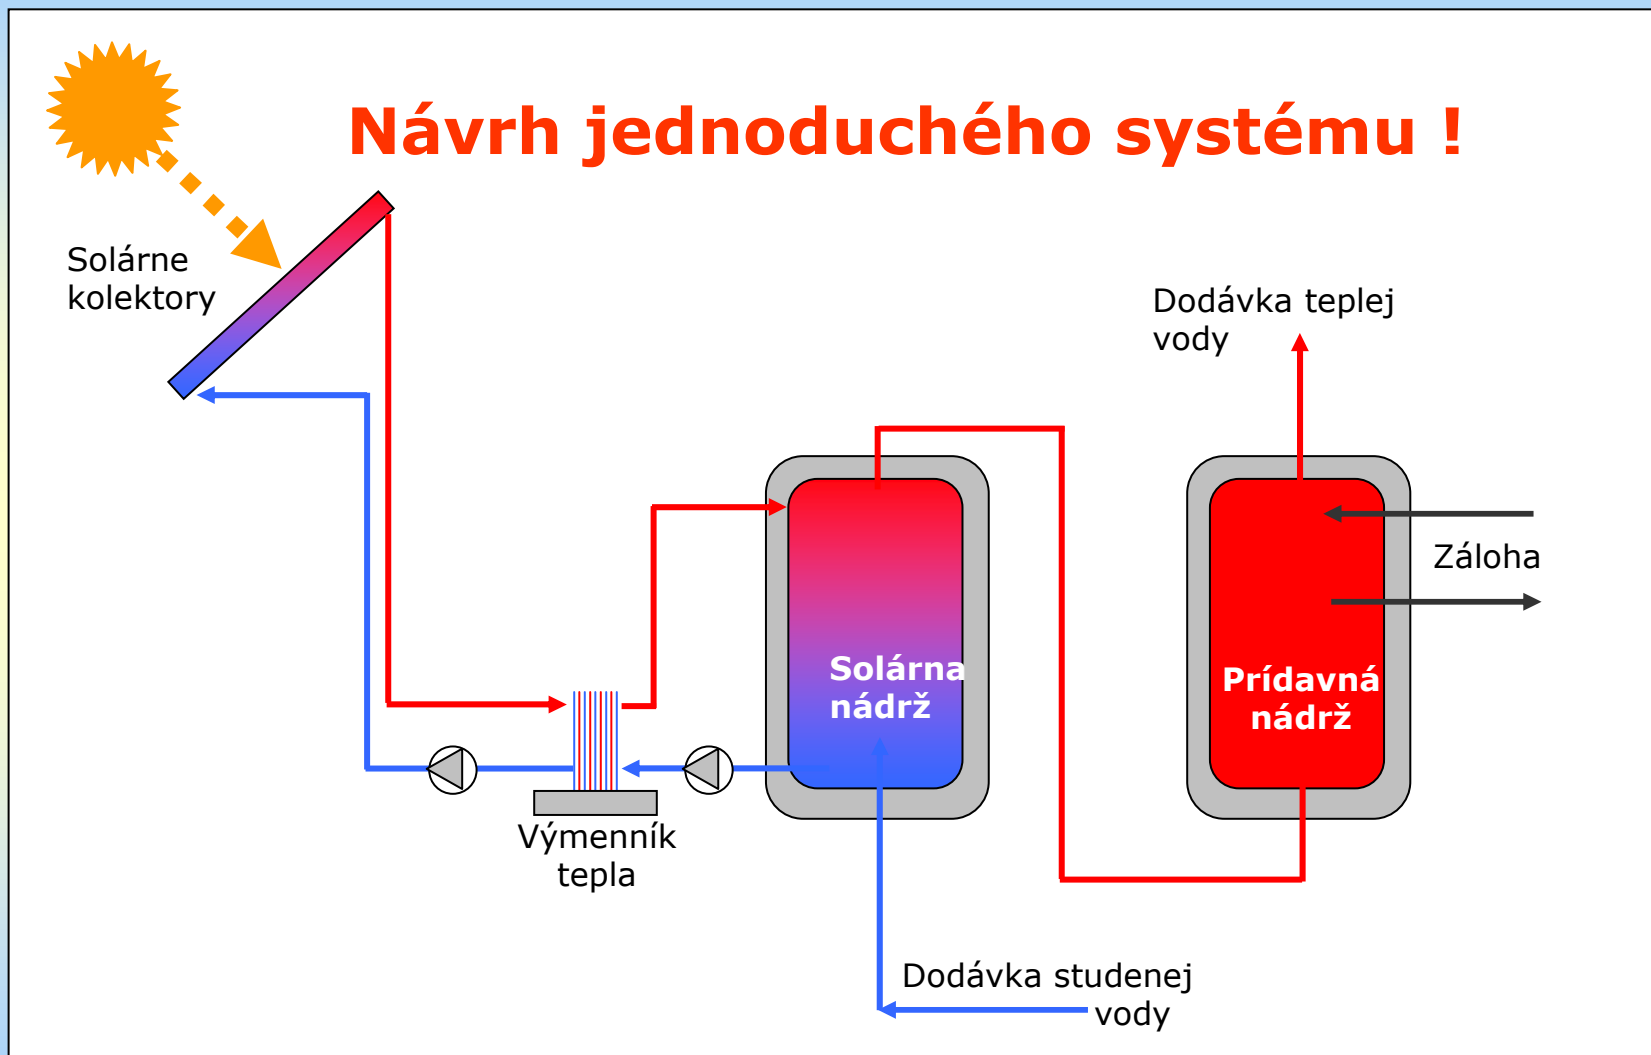 Návrh jednoduchého systému !
Solárne
kolektory
Dodávka teplej
vody
Záloha
Solárna
nádrž
Prídavná
nádrž
Výmenník
tepla
Dodávka studenej
vody